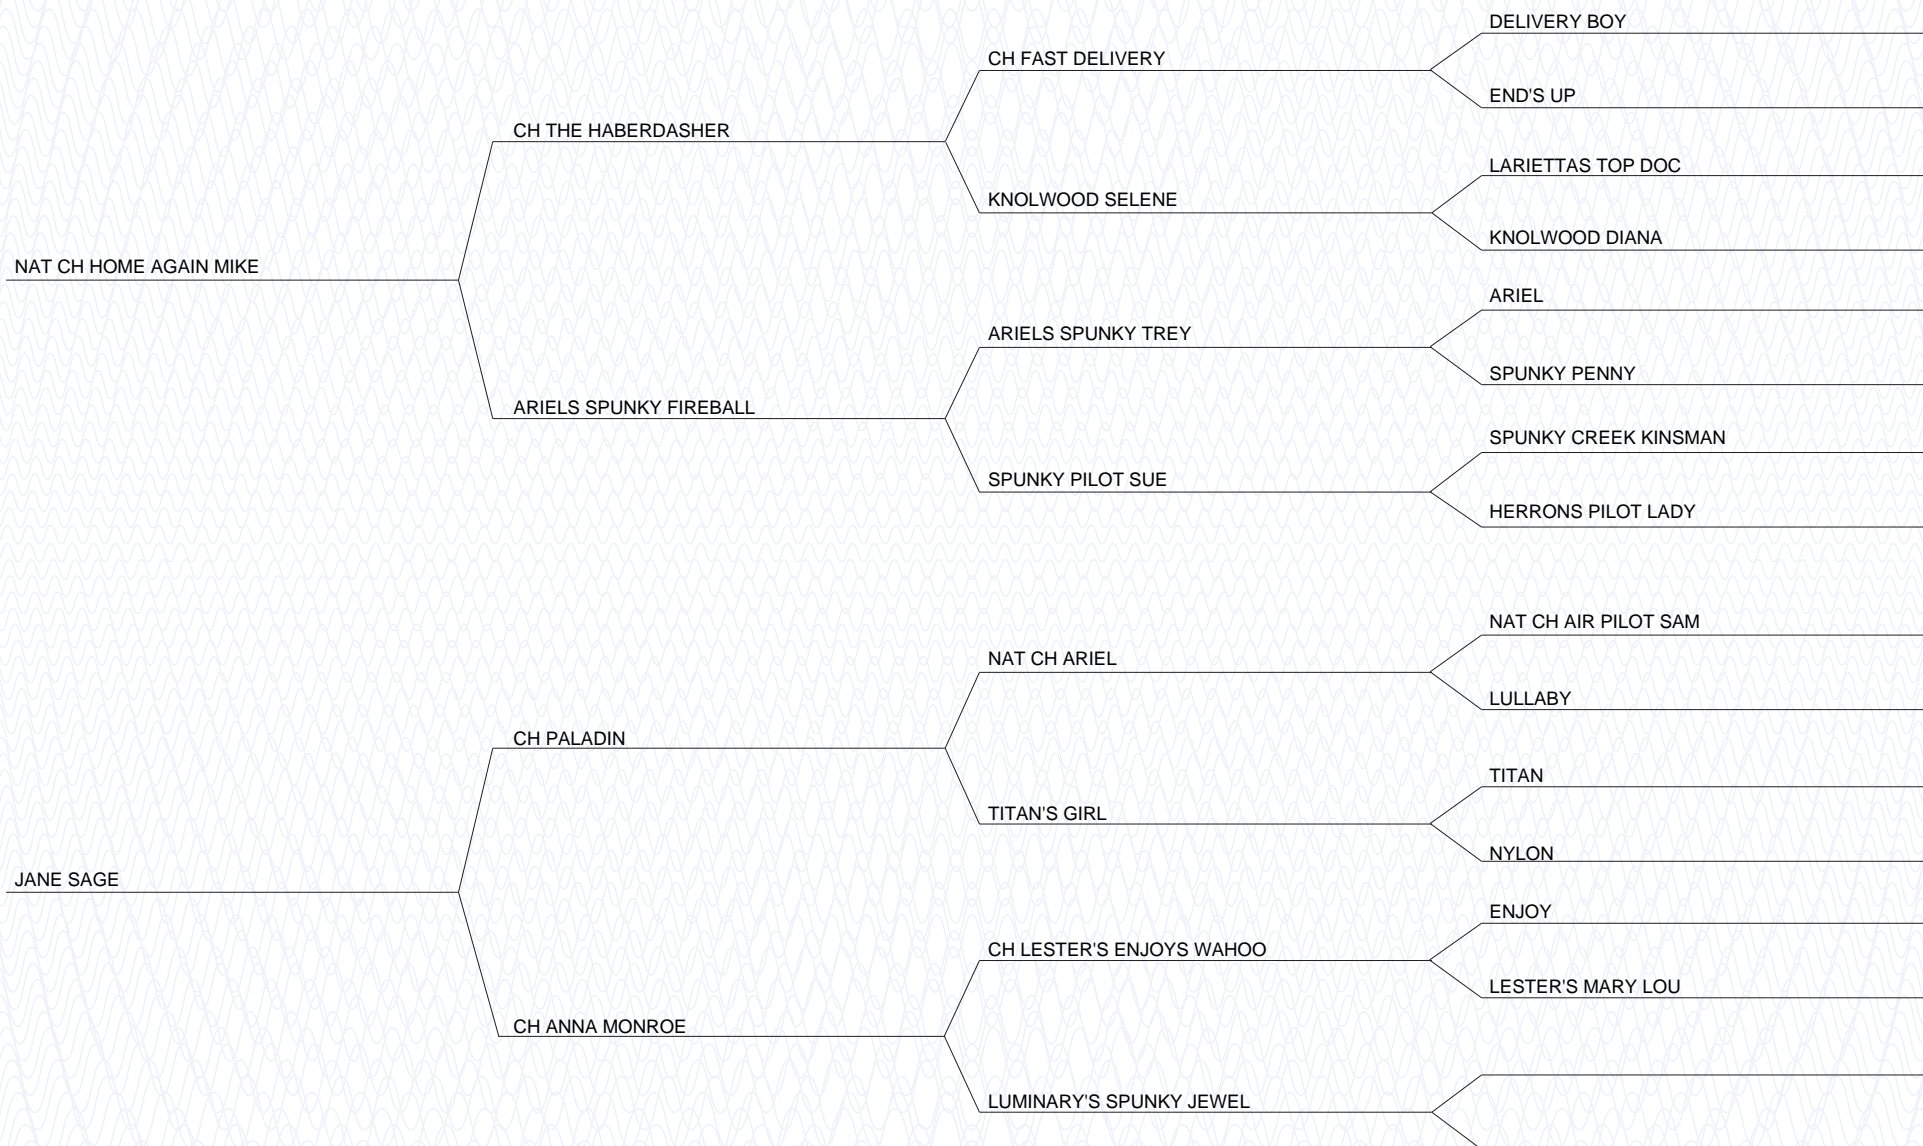 DELIVERY BOY
CH FAST DELIVERY
END'S UP
CH THE HABERDASHER
LARIETTAS TOP DOC
KNOLWOOD SELENE
KNOLWOOD DIANA
NAT CH HOME AGAIN MIKE
ARIEL
ARIELS SPUNKY TREY
SPUNKY PENNY
ARIELS SPUNKY FIREBALL
SPUNKY CREEK KINSMAN
SPUNKY PILOT SUE
HERRONS PILOT LADY
NAT CH AIR PILOT SAM
NAT CH ARIEL
LULLABY
CH PALADIN
TITAN
TITAN'S GIRL
NYLON
JANE SAGE
ENJOY
CH LESTER'S ENJOYS WAHOO
LESTER'S MARY LOU
CH ANNA MONROE
LUMINARY'S SPUNKY JEWEL